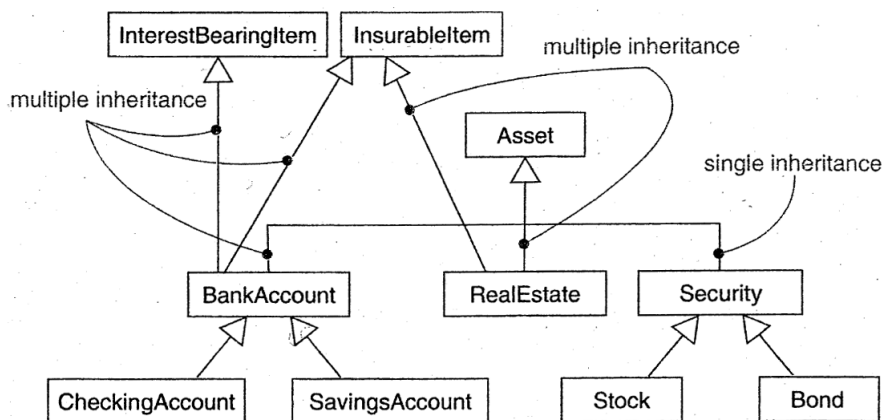 InterestBearingItem
InsurableItem
multiple inheritance
multiple inheritance
Asset
single inheritance
BankAccount
RealEstate
Security
CheckingAccount
SavingsAccount
Stock
Bond